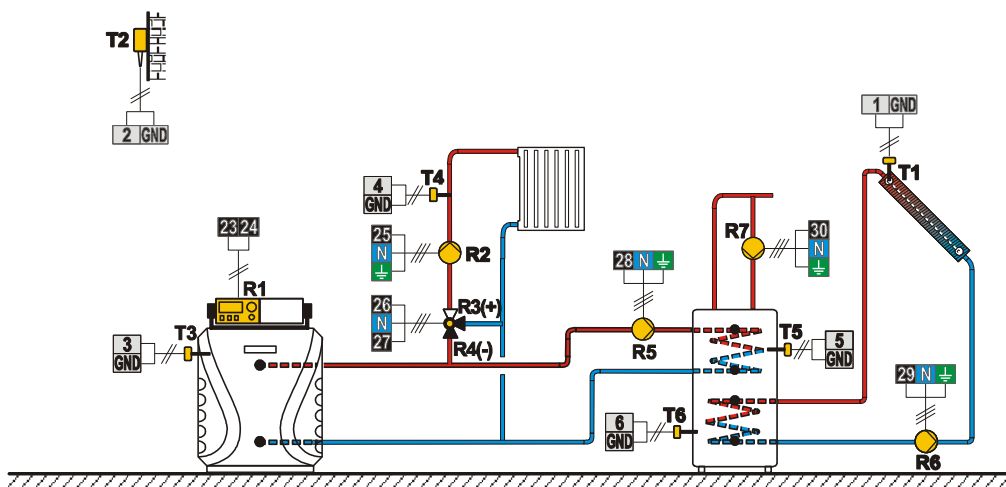 T2
2 GND
1 GND
T1
4
GND
T4
25
N
R2
R7
30
N
28 N
23 24
R1
26
N
27
R3(+)
R4(-)
R5
3
GND
T3
T5
5
GND
29 N
6
GND
T6
R6